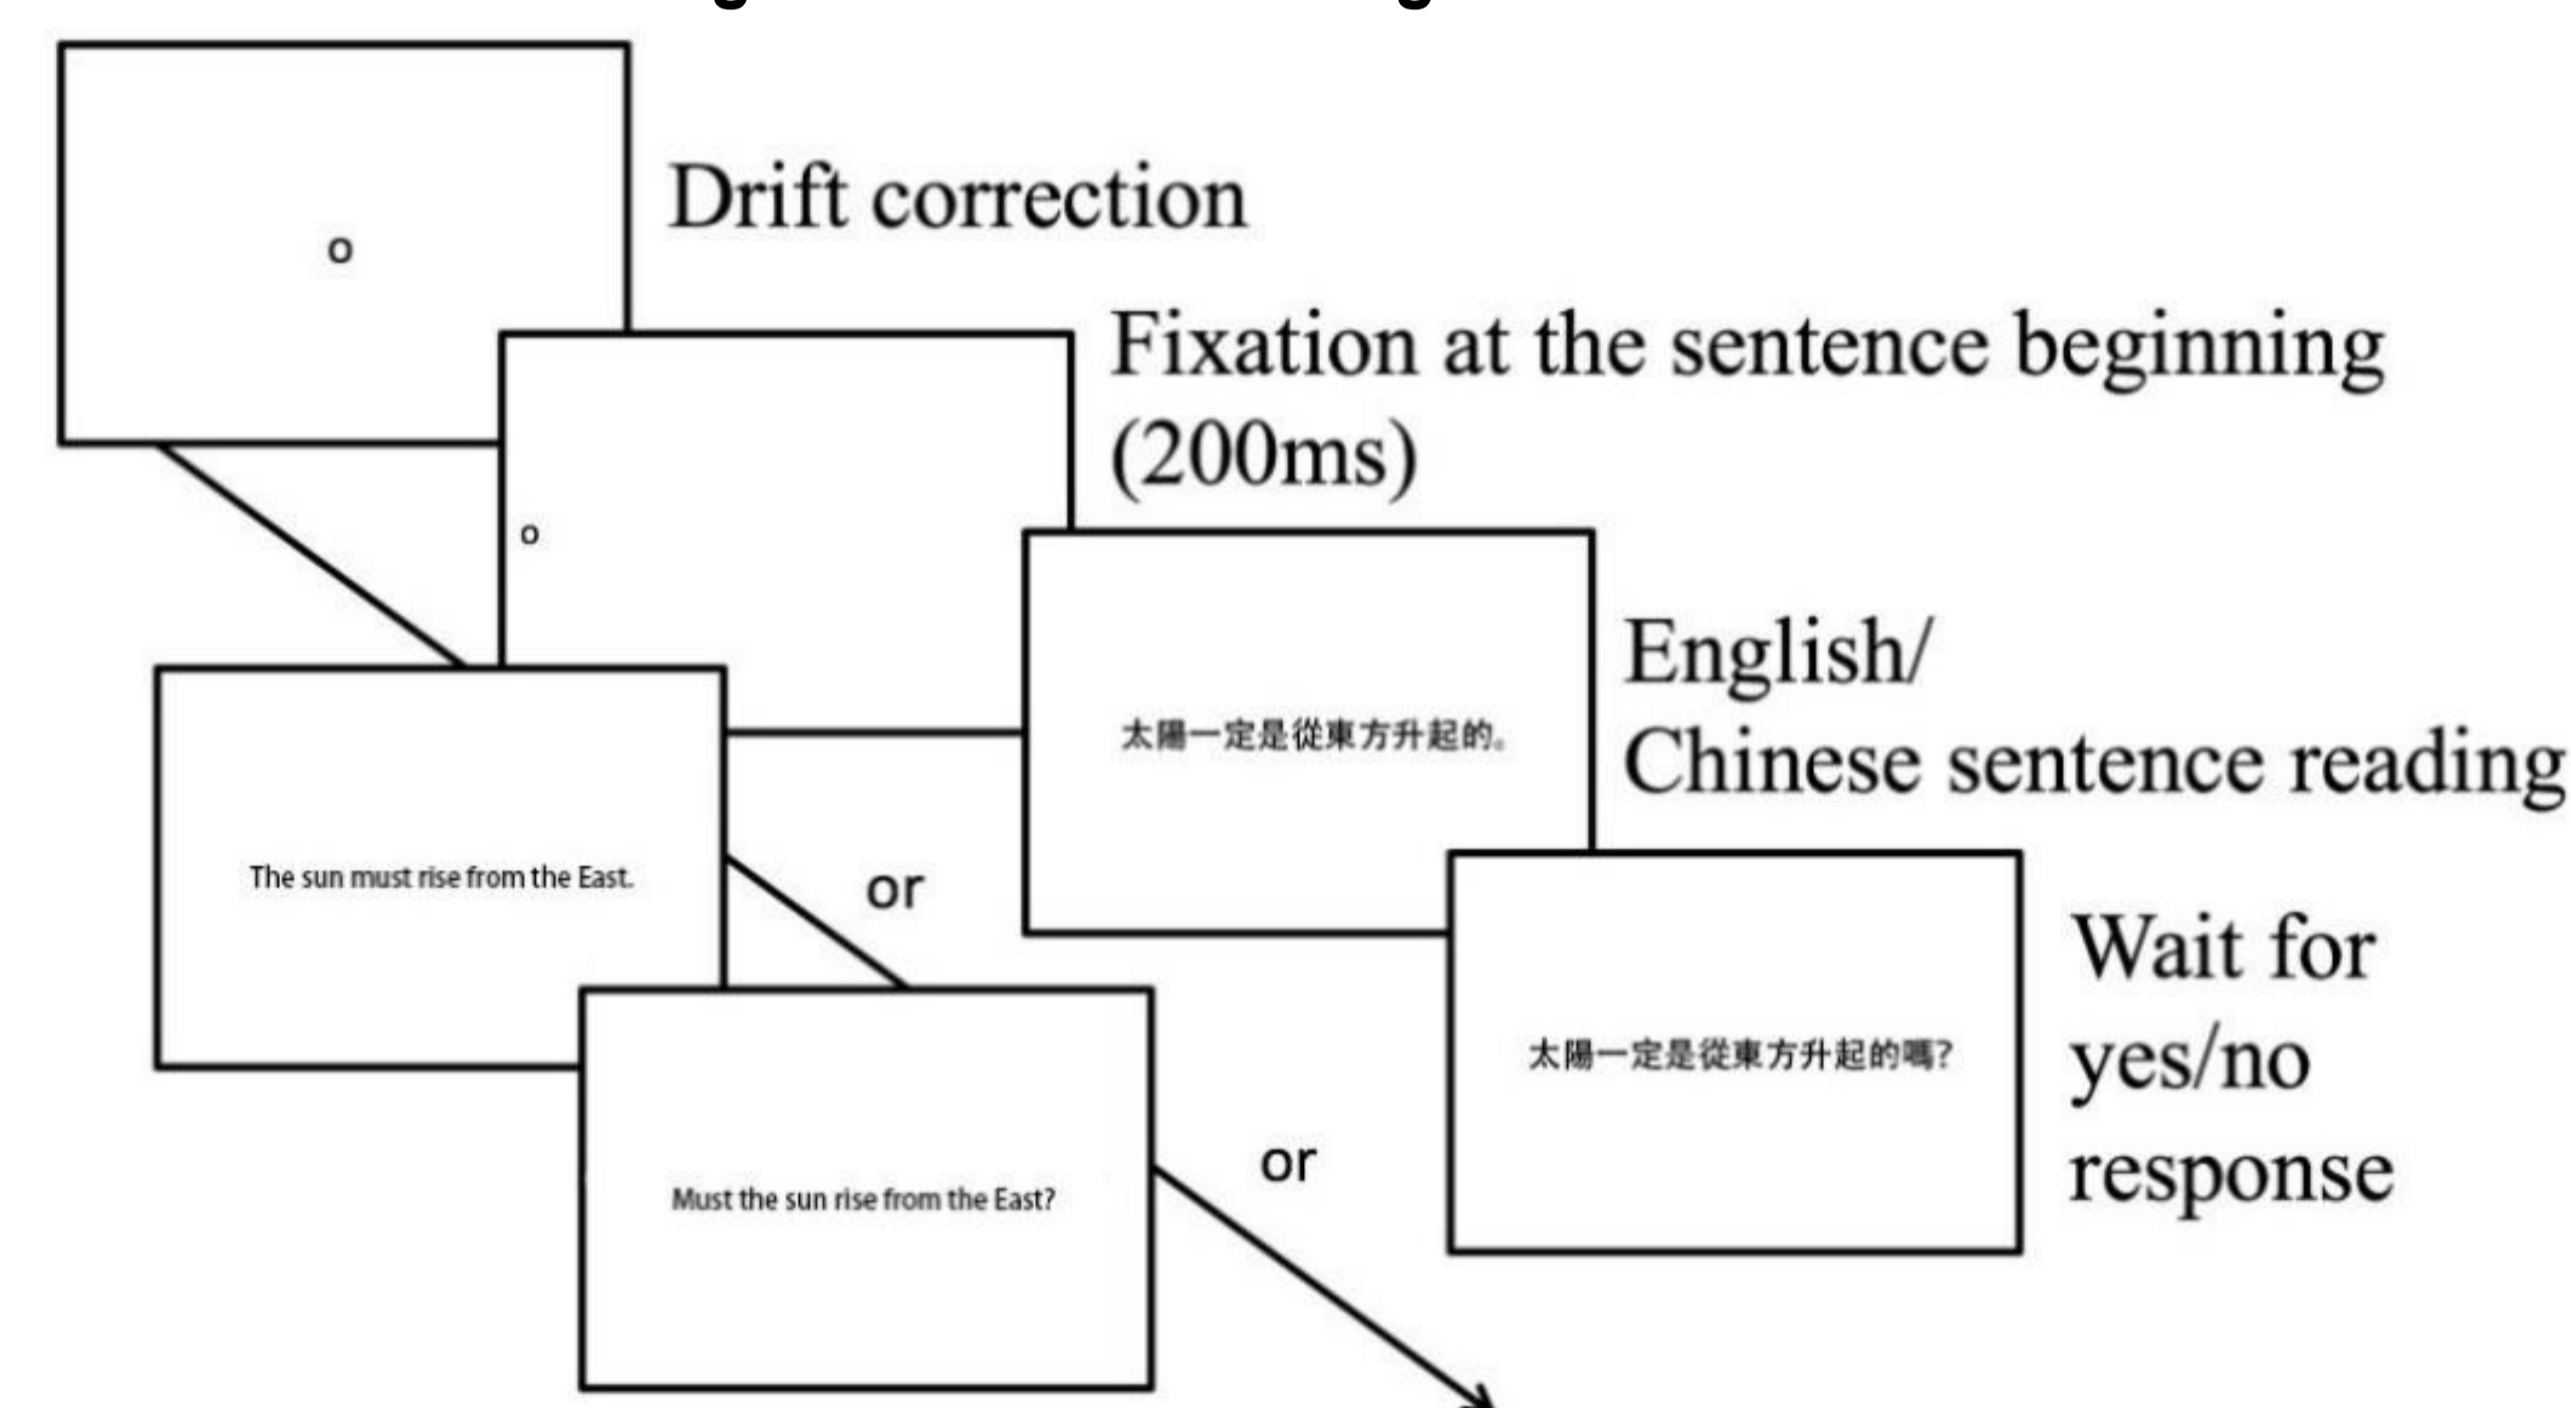 o
Drift correction
o
Fixation at the sentence beginning
(200ms)
太陽一定是從東方升起的。
English/
Chinese sentence reading
The sun must rise from the East.
or
太陽一定是從東方升起的嗎?
Wait for
yes/no
response
Must the sun rise from the East?
or